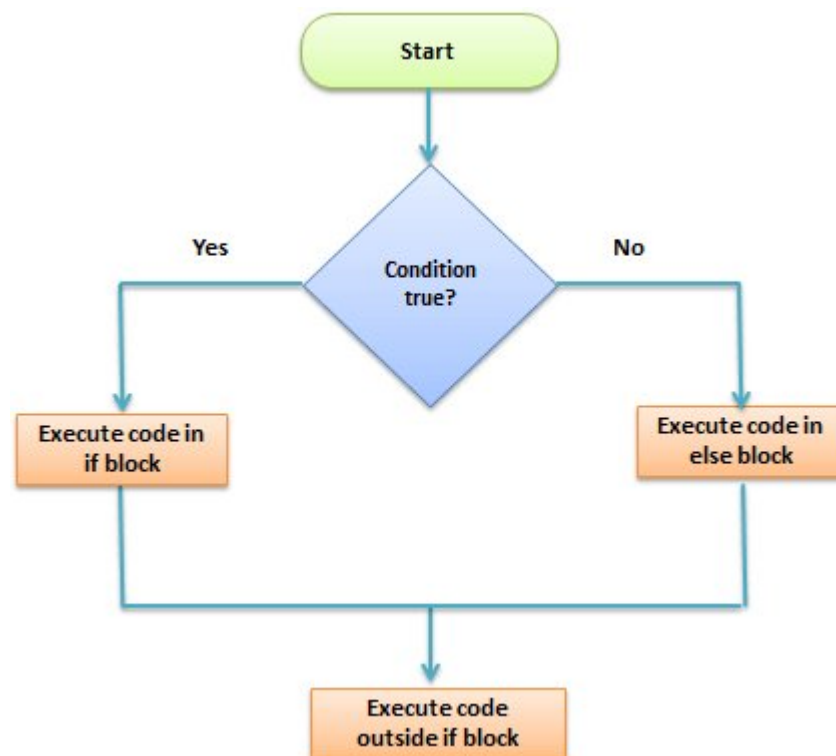 Start
Yes
No
Condition
true?
Execute code in
if block
Execute code in
else block
Execute code
outside if block